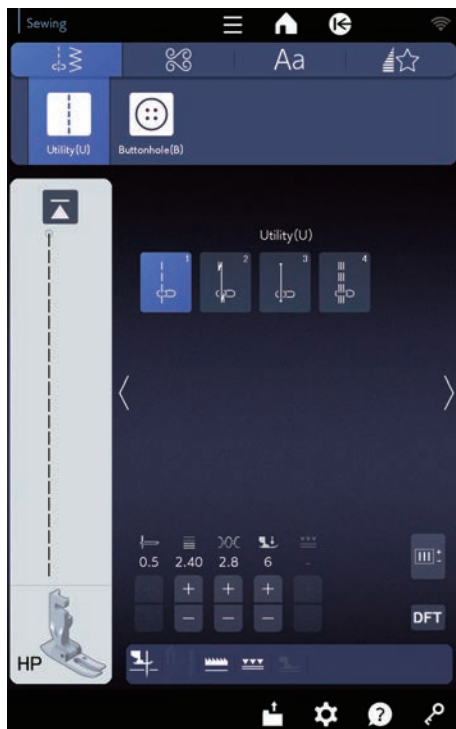 Sewing
Aa
Utility(U) Buttonhole(B)
Utility(U)
1 2 3 4
0.5 2.40 2.8 6 -
+ + +
- - -
DFT
HP
?